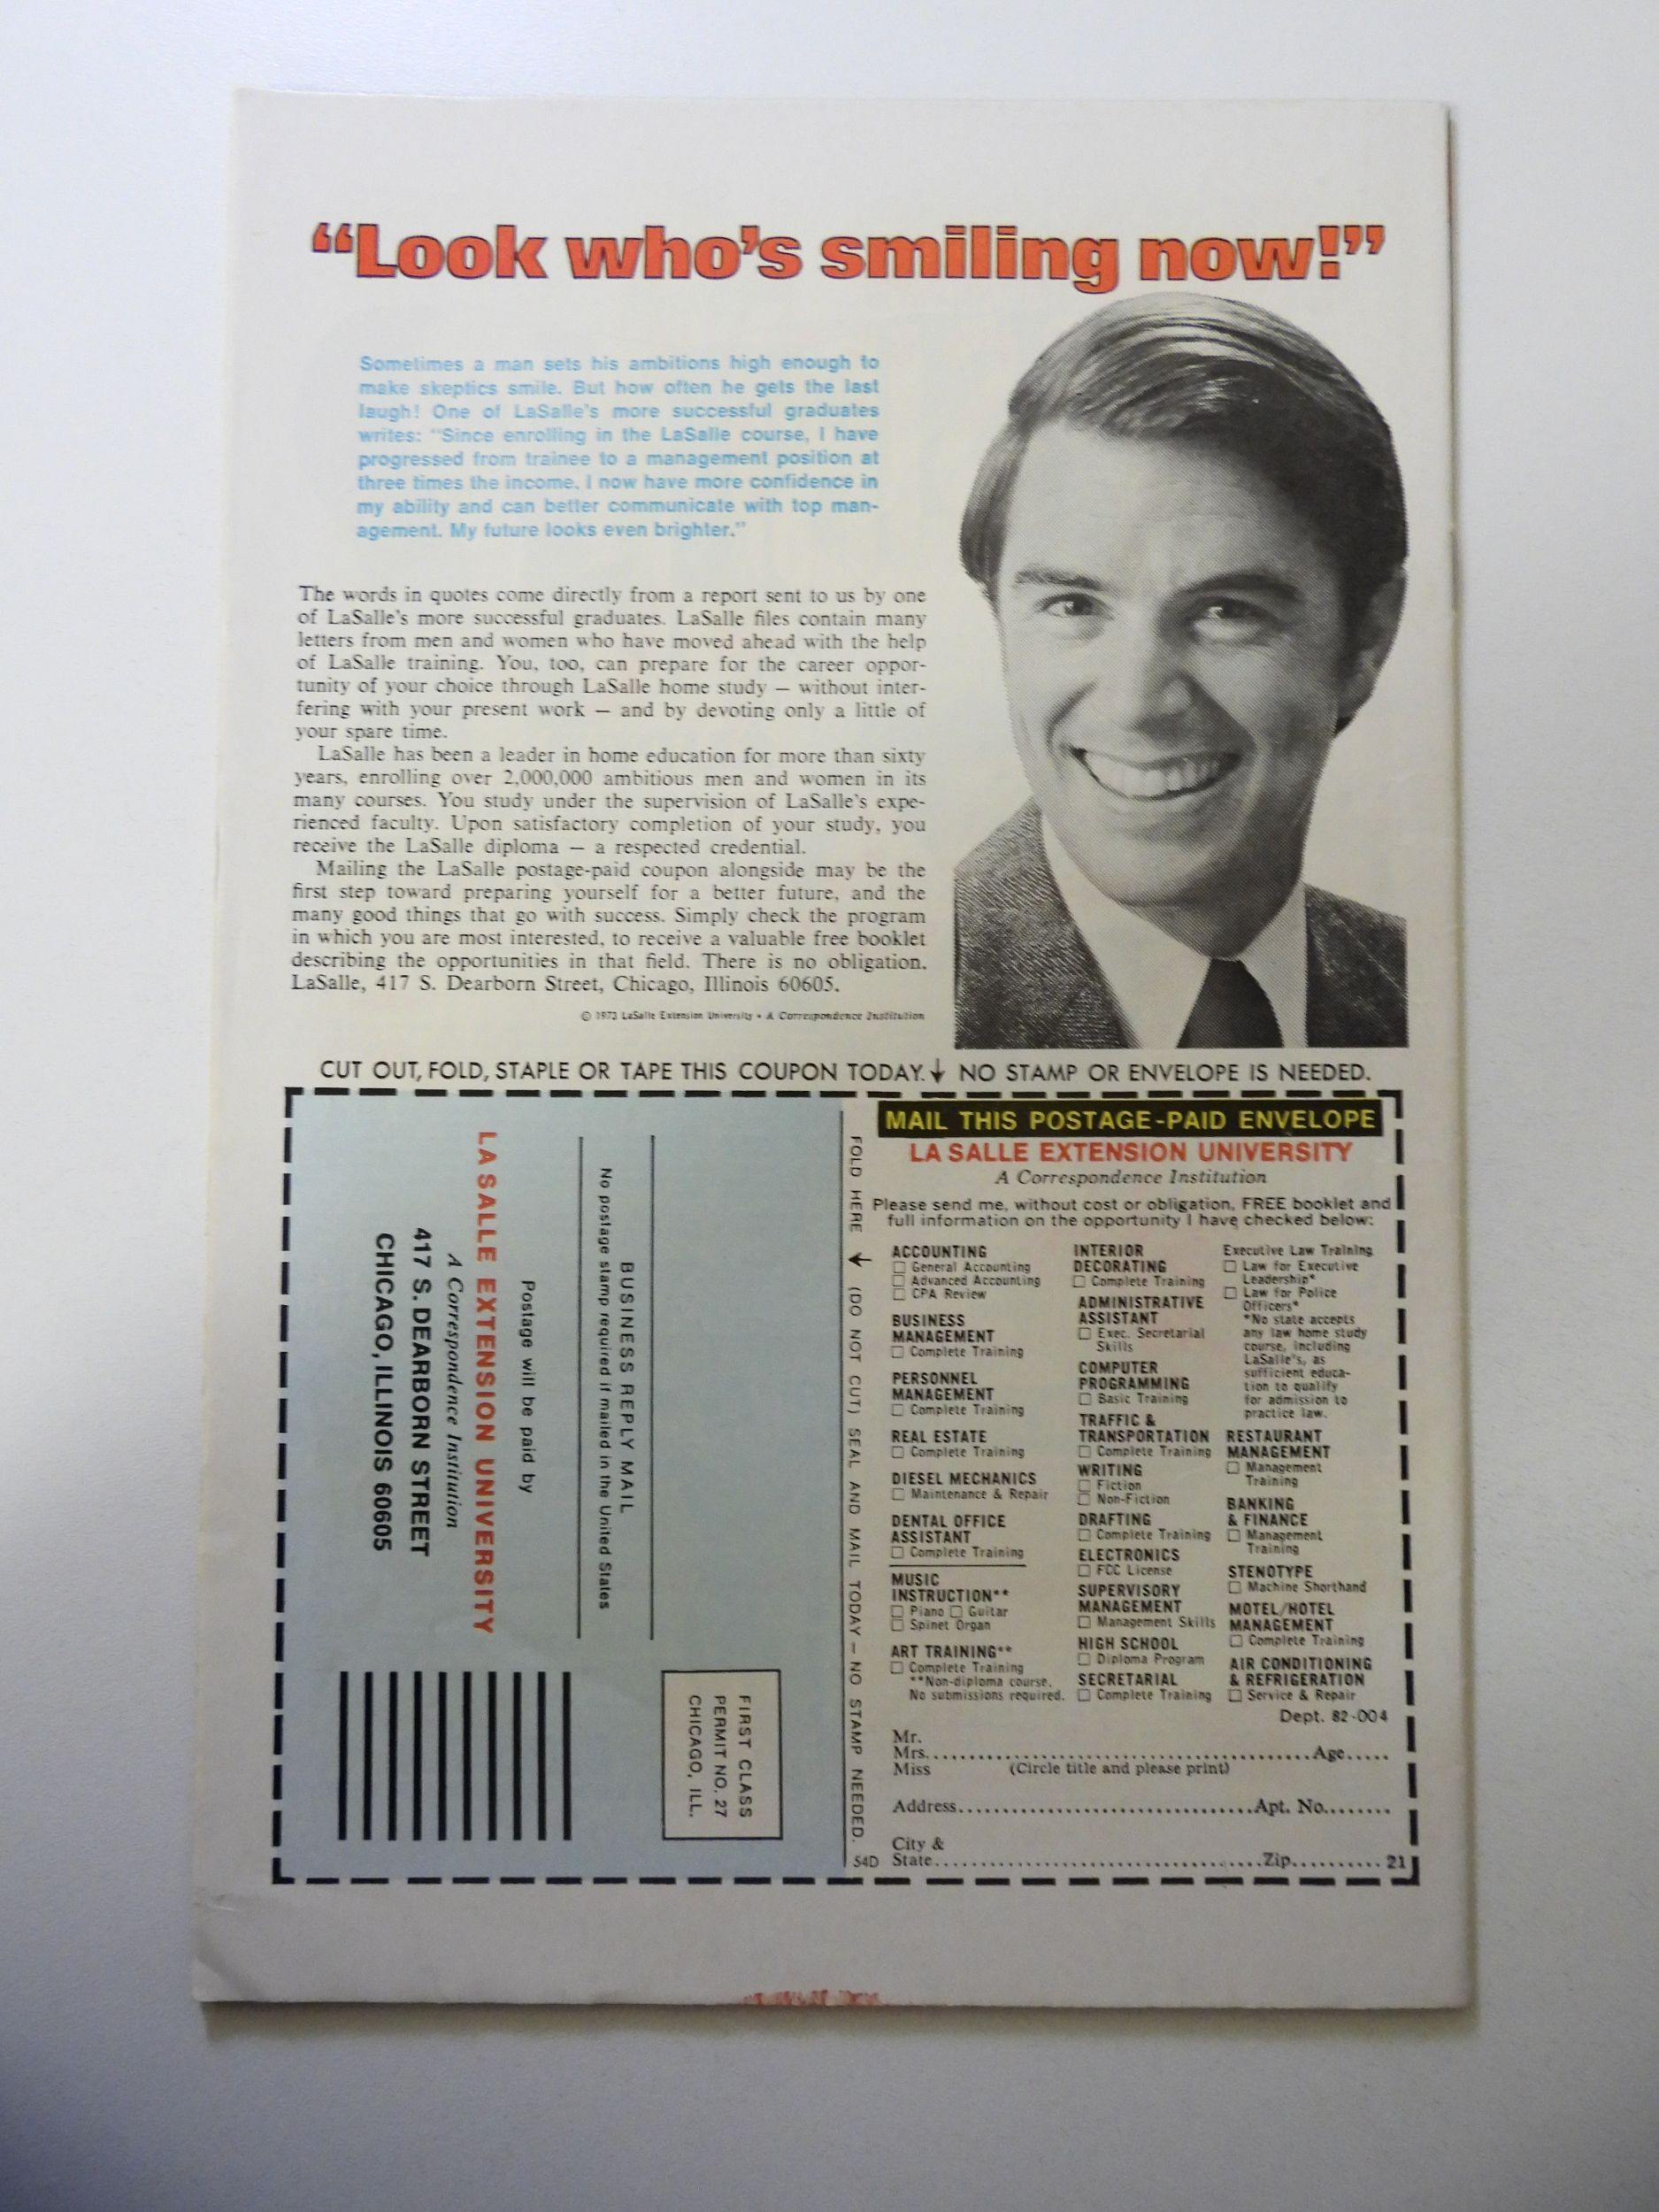 “Look who’s smiling now!”
Sometimes a man sets his ambitions high enough to
make skeptics smile. But how often he gets the last
laugh! One of LaSalle's more successful graduates
writes: "Since enrolling in the LaSalle course, I have
progressed from trainee to a management position at
three times the income. I now have more confidence in
my ability and can better communicate with top man-
agement. My future looks even brighter."
The words in quotes come directly from a report sent to us by one
of LaSalle's more successful graduates. LaSalle files contain many
letters from men and women who have moved ahead with the help
of LaSalle training. You, too, can prepare for the career oppor-
tunity of your choice through LaSalle home study — without inter-
fering with your present work — and by devoting only a little of
your spare time.
LaSalle has been a leader in home education for more than sixty
years, enrolling over 2,000,000 ambitious men and women in its
many courses. You study under the supervision of LaSalle's expe-
rienced faculty. Upon satisfactory completion of your study, you
receive the LaSalle diploma — a respected credential.
Mailing the LaSalle postage-paid coupon alongside may be the
first step toward preparing yourself for a better future, and the
many good things that go with success. Simply check the program
in which you are most interested, to receive a valuable free booklet
describing the opportunities in that field. There is no obligation.
LaSalle, 417 S. Dearborn Street, Chicago, Illinois 60605.
© 1973 LaSalle Extension University • A Correspondence Institution
CUT OUT, FOLD, STAPLE OR TAPE THIS COUPON TODAY. ↓ NO STAMP OR ENVELOPE IS NEEDED.
FIRST CLASS
PERMIT NO. 27
CHICAGO, ILL.
BUSINESS REPLY MAIL
No postage stamp required if mailed in the United States
Postage will be paid by
LA SALLE EXTENSION UNIVERSITY
A Correspondence Institution
417 S. DEARBORN STREET
CHICAGO, ILLINOIS 60605
FOLD HERE ↓ (DO NOT CUT) SEAL AND MAIL TODAY — NO STAMP NEEDED.
MAIL THIS POSTAGE-PAID ENVELOPE
LA SALLE EXTENSION UNIVERSITY
A Correspondence Institution
Please send me, without cost or obligation, FREE booklet and
full information on the opportunity I have checked below:
ACCOUNTING
☐ General Accounting
☐ Advanced Accounting
☐ CPA Review
BUSINESS
MANAGEMENT
☐ Complete Training
PERSONNEL
MANAGEMENT
☐ Complete Training
REAL ESTATE
☐ Complete Training
DIESEL MECHANICS
☐ Maintenance & Repair
DENTAL OFFICE
ASSISTANT
☐ Complete Training
MUSIC
INSTRUCTION**
☐ Piano ☐ Guitar
☐ Spinet Organ
ART TRAINING**
☐ Complete Training
**Non-diploma course.
No submissions required.
INTERIOR
DECORATING
☐ Complete Training
ADMINISTRATIVE
ASSISTANT
☐ Exec. Secretarial
Skills
COMPUTER
PROGRAMMING
☐ Basic Training
TRAFFIC &
TRANSPORTATION
☐ Complete Training
WRITING
☐ Fiction
☐ Non-Fiction
DRAFTING
☐ Complete Training
ELECTRONICS
☐ FCC License
SUPERVISORY
MANAGEMENT
☐ Management Skills
HIGH SCHOOL
☐ Diploma Program
SECRETARIAL
☐ Complete Training
Executive Law Training
☐ Law for Executive
Leadership*
☐ Law for Police
Officers*
*No state accepts
any law home study
course, including
LaSalle's, as
sufficient educa-
tion to qualify
for admission to
practice law.
RESTAURANT
MANAGEMENT
☐ Management
Training
BANKING
& FINANCE
☐ Management
Training
STENOTYPE
☐ Machine Shorthand
MOTEL/HOTEL
MANAGEMENT
☐ Complete Training
AIR CONDITIONING
& REFRIGERATION
☐ Service & Repair
Dept. 82-004
Mr.
Mrs. Age
Miss (Circle title and please print)
Address Apt. No.
City &
54D State Zip 21